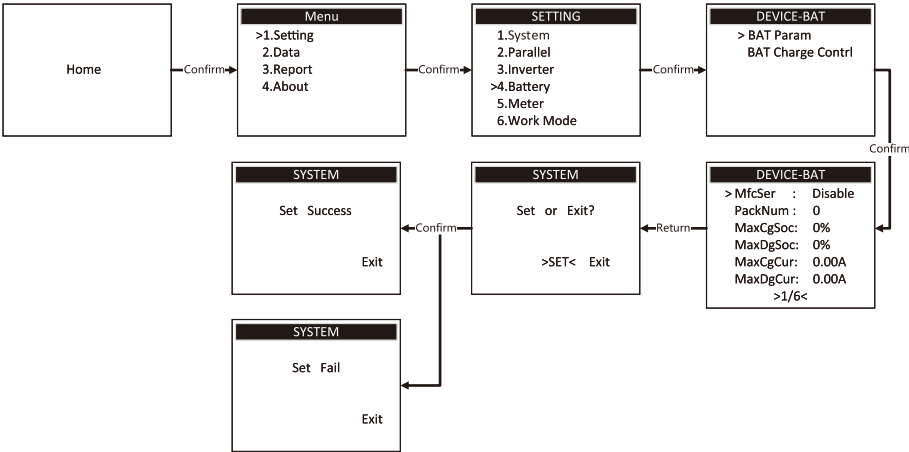 Home
Confirm
Menu
>1.Setting
2.Data
3.Report
4.About
Confirm
SETTING
1.System
2.Parallel
3.Inverter
>4.Battery
5.Meter
6.Work Mode
Confirm
DEVICE-BAT
> BAT Param
BAT Charge Contrl
Confirm
DEVICE-BAT
> MfcSer : Disable
PackNum : 0
MaxCgSoc: 0%
MaxDgSoc: 0%
MaxCgCur: 0.00A
MaxDgCur: 0.00A
>1/6<
Return
SYSTEM
Set or Exit?
>SET< Exit
Confirm
SYSTEM
Set Success
Exit
SYSTEM
Set Fail
Exit